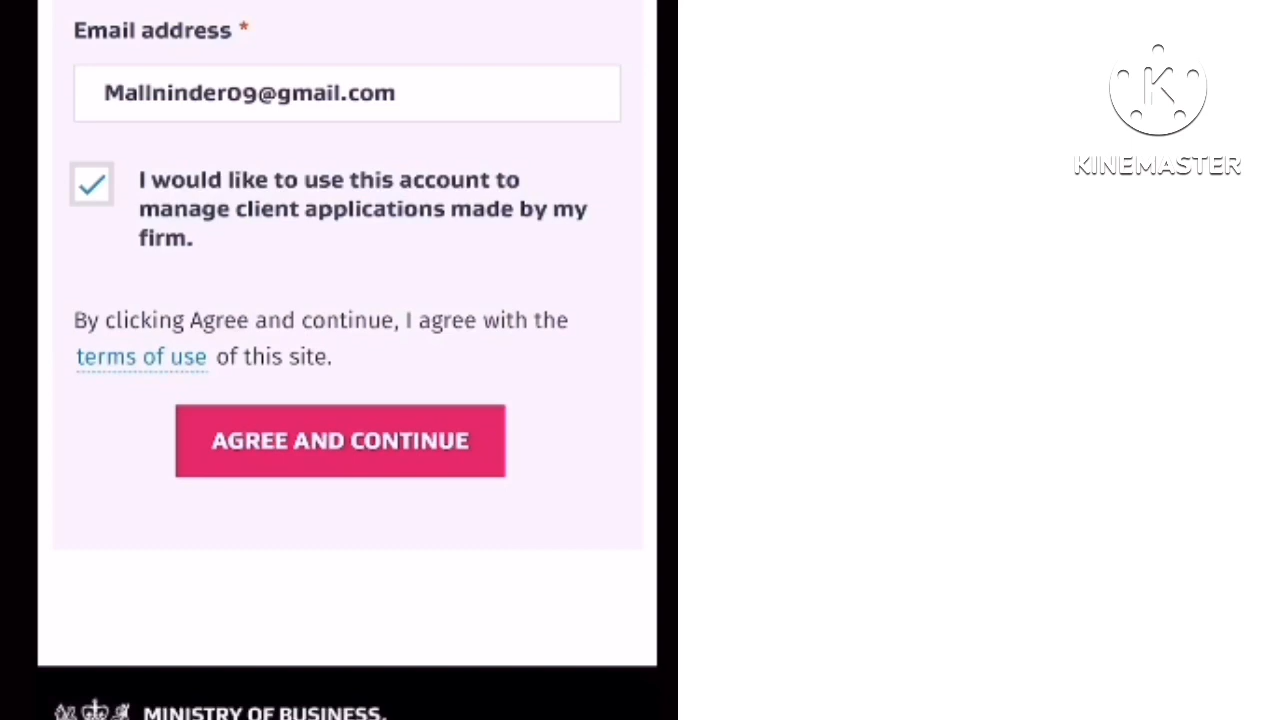 Email address *
Mallninder09@gmail.com
I would like to use this account to
manage client applications made by my
firm.
By clicking Agree and continue, I agree with the
terms of use of this site.
AGREE AND CONTINUE
MINISTRY OF BUSINESS,
K
KINEMASTER